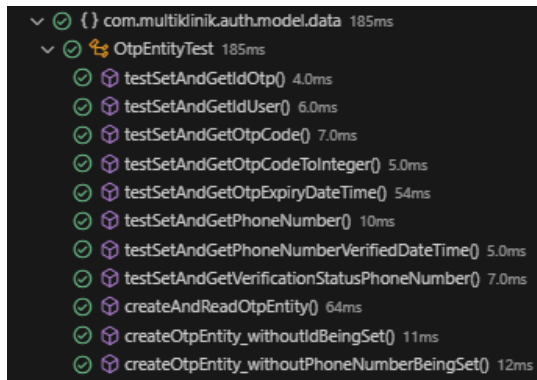 {} com.multiklinik.auth.model.data 185ms
OtpEntityTest 185ms
testSetAndGetIdOtp() 4.0ms
testSetAndGetIdUser() 6.0ms
testSetAndGetOtpCode() 7.0ms
testSetAndGetOtpCodeToInteger() 5.0ms
testSetAndGetOtpExpiryDateTime() 54ms
testSetAndGetPhoneNumber() 10ms
testSetAndGetPhoneNumberVerifiedDateTime() 5.0ms
testSetAndGetVerificationStatusPhoneNumber() 7.0ms
createAndReadOtpEntity() 64ms
createOtpEntity_withoutIdBeingSet() 11ms
createOtpEntity_withoutPhoneNumberBeingSet() 12ms